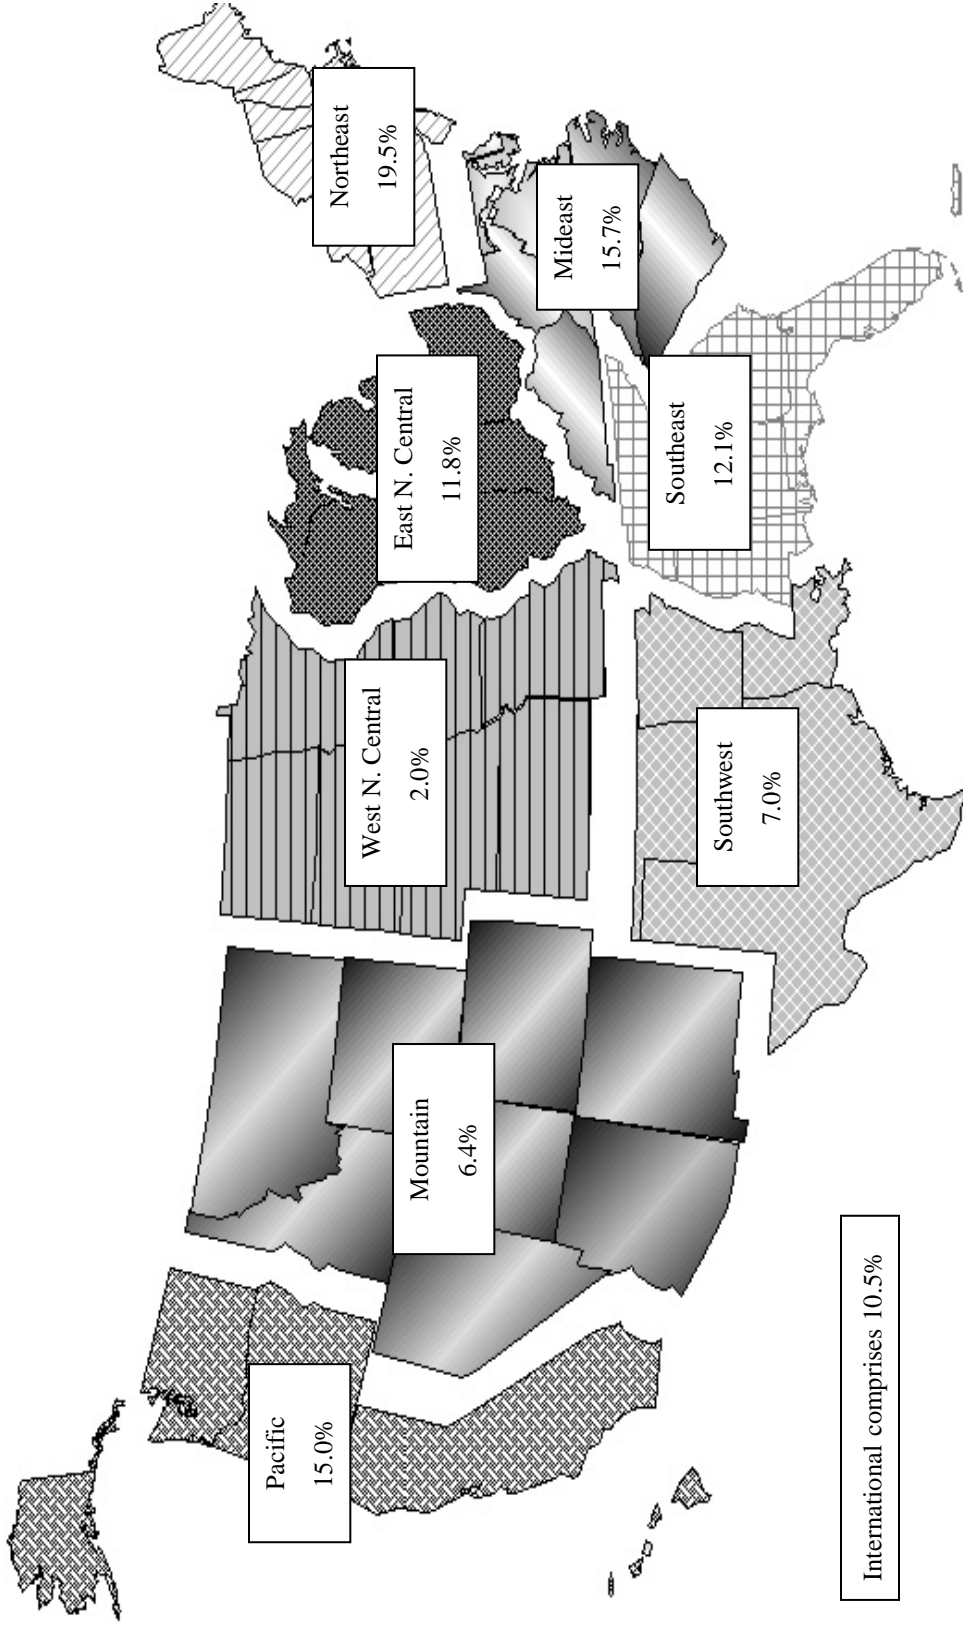 Northeast
19.5%
Mideast
15.7%
East N. Central
11.8%
Southeast
12.1%
West N. Central
2.0%
Southwest
7.0%
Mountain
6.4%
Pacific
15.0%
International comprises 10.5%